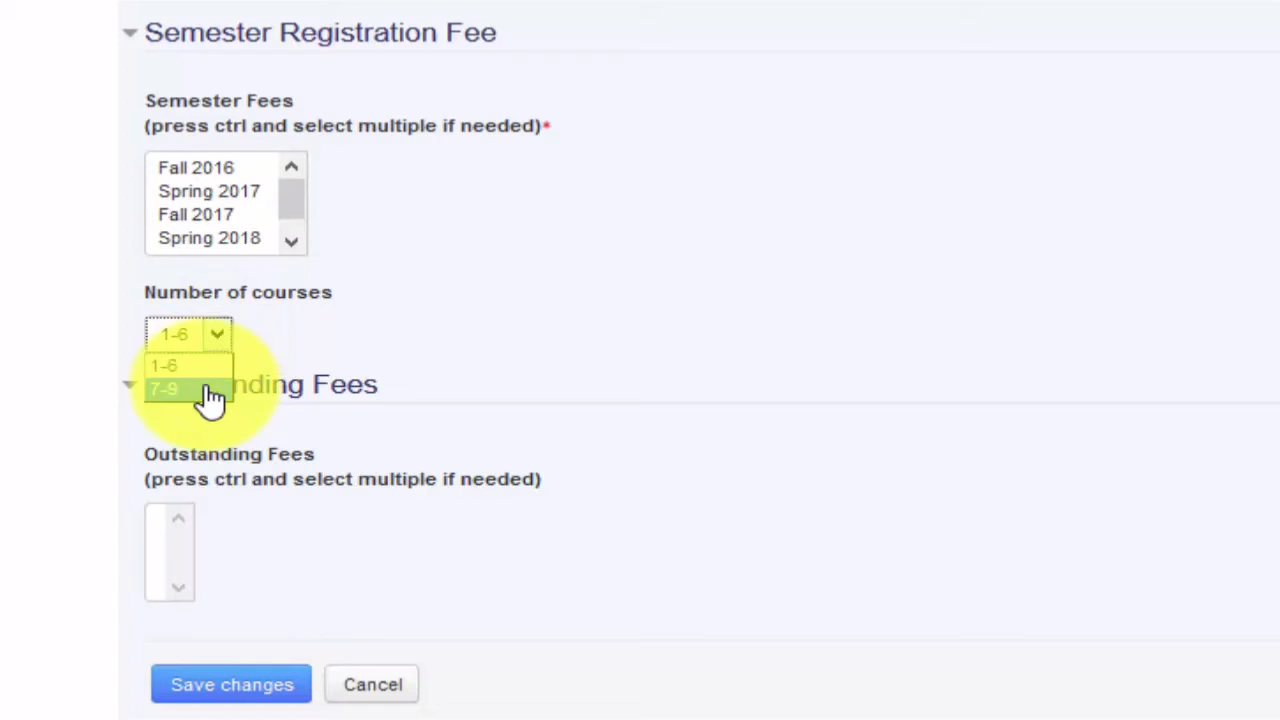 Semester Registration Fee
Semester Fees
(press ctrl and select multiple if needed)*
Fall 2016
Spring 2017
Fall 2017
Spring 2018
Number of courses
1-6
1-6
7-9
nding Fees
Outstanding Fees
(press ctrl and select multiple if needed)
Save changes
Cancel